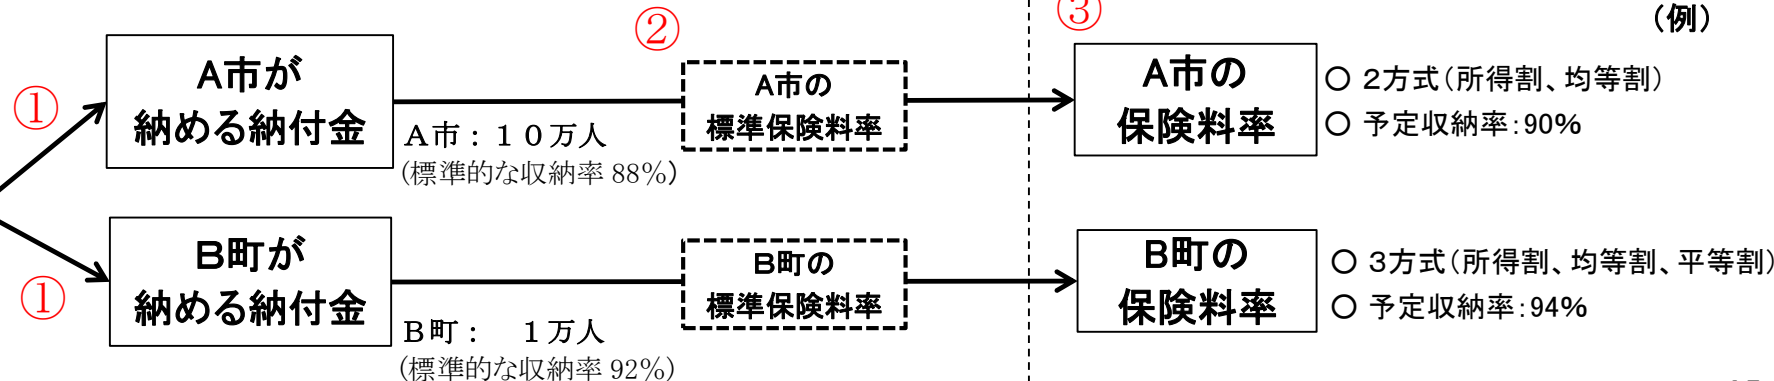 ③
(例)
②
①
A市が
納める納付金
A市：１０万人
(標準的な収納率 88%)
A市の
標準保険料率
A市の
保険料率
○ 2方式(所得割、均等割)
○ 予定収納率:90%
①
B町が
納める納付金
B町：　１万人
(標準的な収納率 92%)
B町の
標準保険料率
B町の
保険料率
○ 3方式(所得割、均等割、平等割)
○ 予定収納率:94%